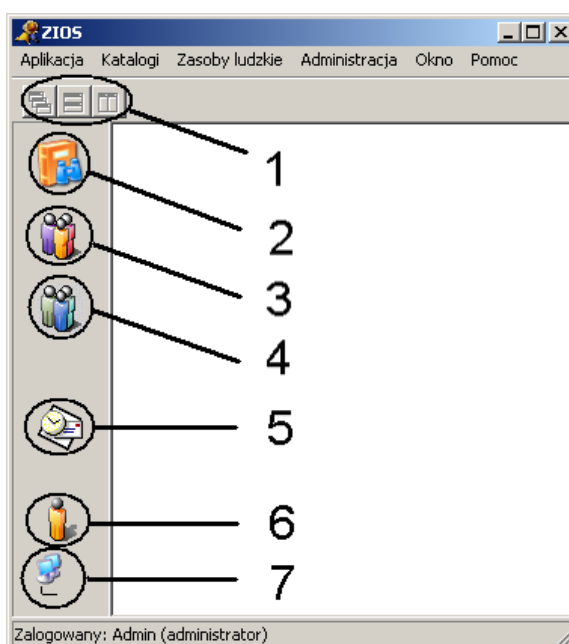 ZIOS
Aplikacja Katalogi Zasoby ludzkie Administracja Okno Pomoc
1
2
3
4
5
6
7
Zalogowany: Admin (administrator)